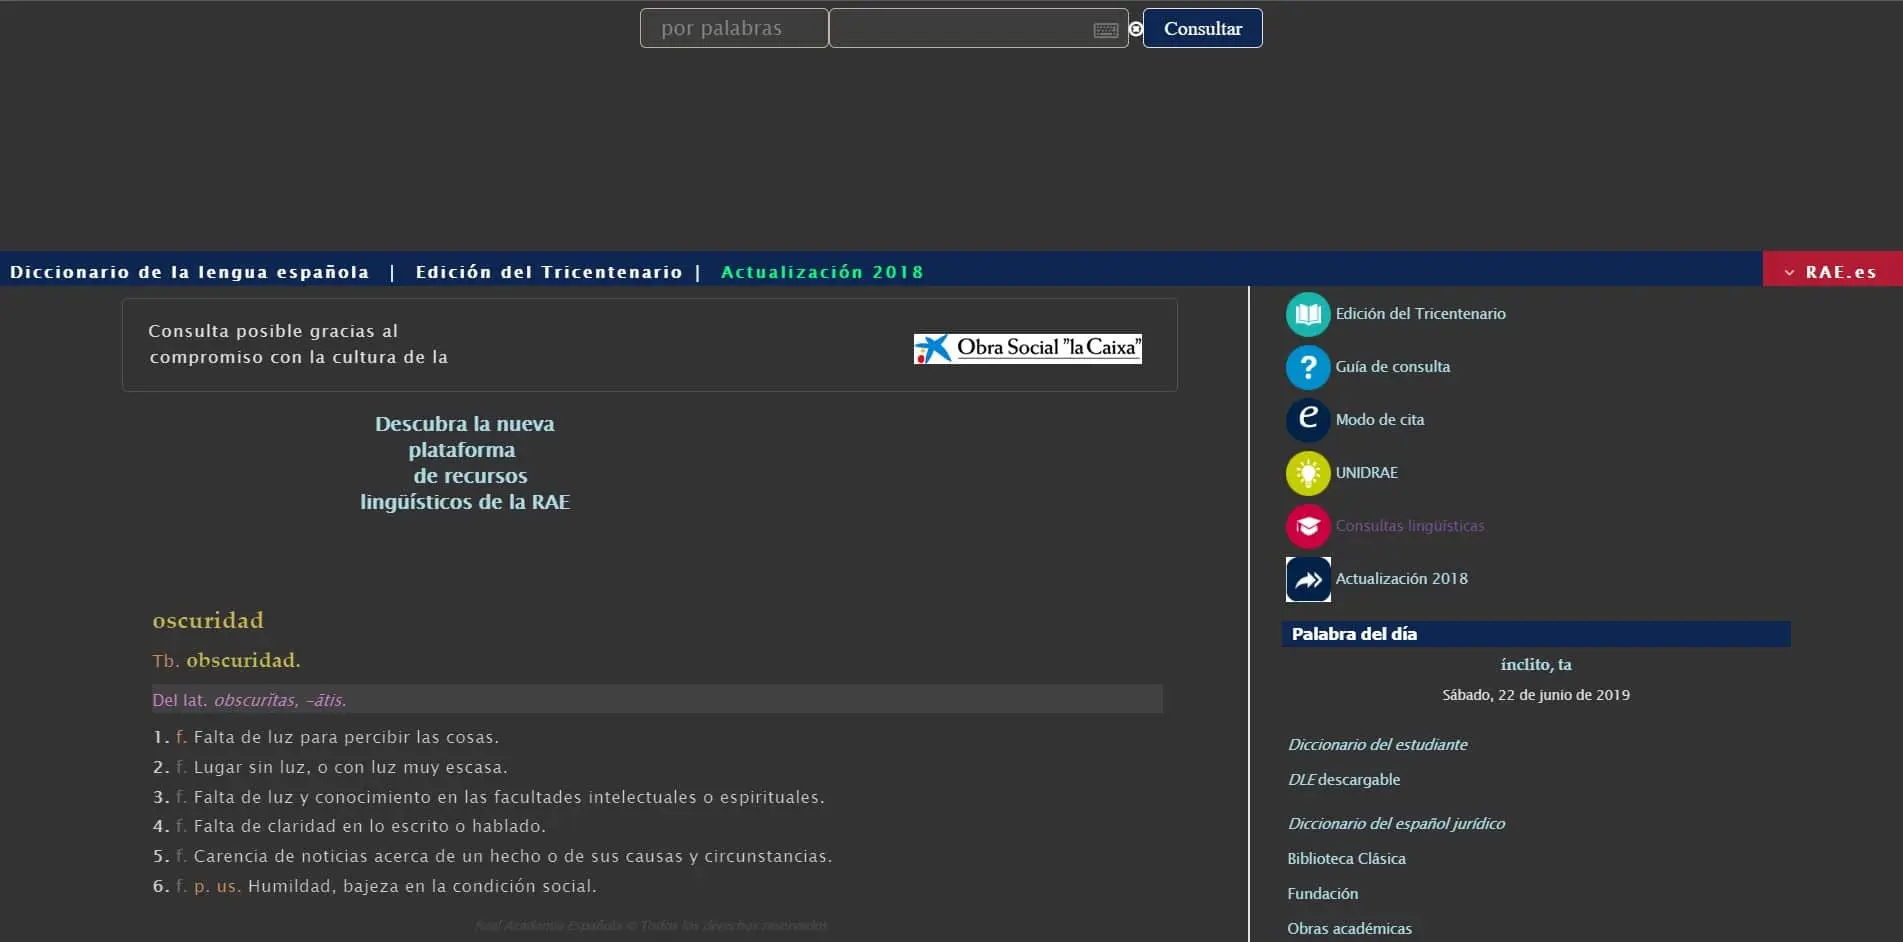 por palabras
Consultar
Diccionario de la lengua española | Edición del Tricentenario | Actualización 2018
RAE.es
Consulta posible gracias al
compromiso con la cultura de la
Obra Social "la Caixa"
Descubra la nueva
plataforma
de recursos
lingüísticos de la RAE
oscuridad
Tb. obscuridad.
Del lat. obscurĭtas, -ātis.
1. f. Falta de luz para percibir las cosas.
2. f. Lugar sin luz, o con luz muy escasa.
3. f. Falta de luz y conocimiento en las facultades intelectuales o espirituales.
4. f. Falta de claridad en lo escrito o hablado.
5. f. Carencia de noticias acerca de un hecho o de sus causas y circunstancias.
6. f. p. us. Humildad, bajeza en la condición social.
Real Academia Española © Todos los derechos reservados
Edición del Tricentenario
? Guía de consulta
e Modo de cita
UNIDRAE
Consultas lingüísticas
Actualización 2018
Palabra del día
ínclito, ta
Sábado, 22 de junio de 2019
Diccionario del estudiante
DLE descargable
Diccionario del español jurídico
Biblioteca Clásica
Fundación
Obras académicas